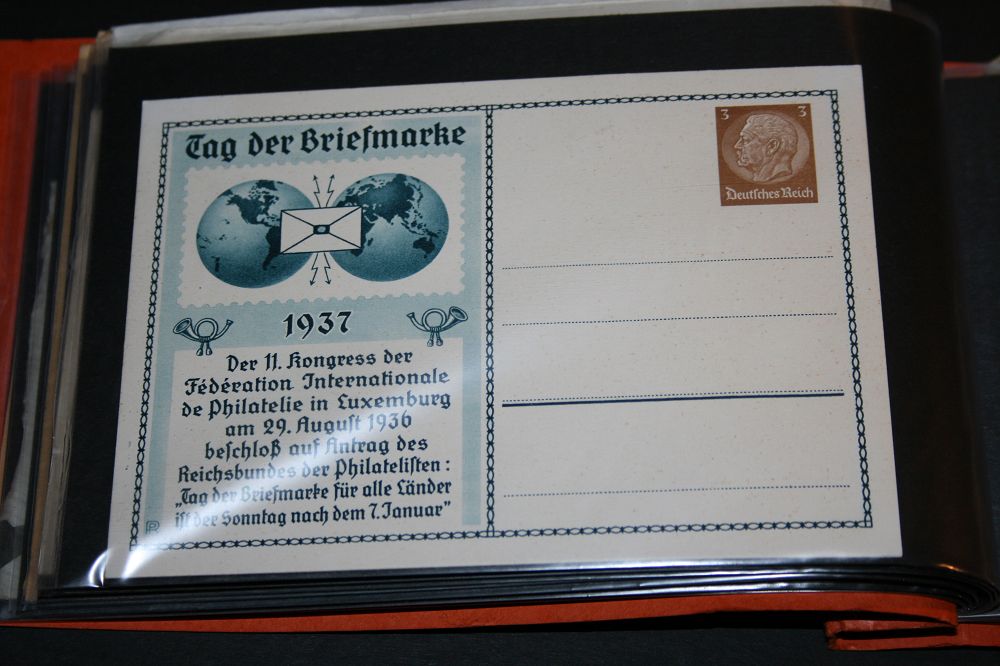 Tag der Briefmarke
1937
Der 11. Kongress der
Fédération Internationale
de Philatelie in Luxemburg
am 29. August 1936
beschloß auf Antrag des
Reichsbundes der Philatelisten:
„Tag der Briefmarke für alle Länder
ist der Sonntag nach dem 7. Januar"
3 3
Deutsches Reich